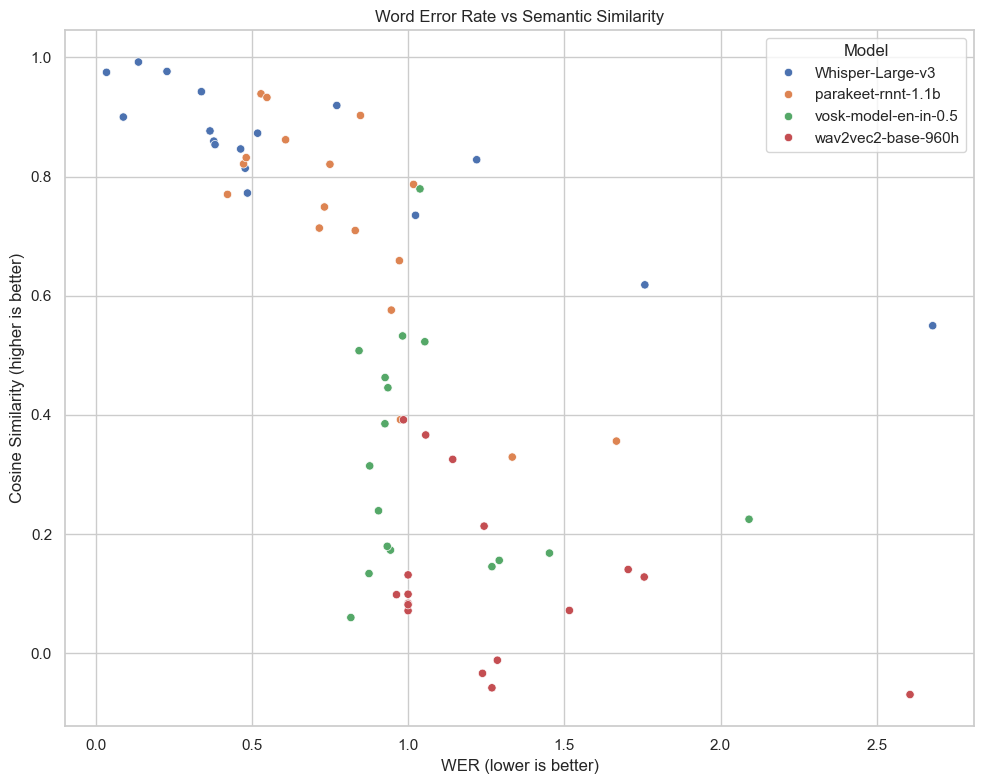 Word Error Rate vs Semantic Similarity
Model
Whisper-Large-v3
parakeet-rnnt-1.1b
vosk-model-en-in-0.5
wav2vec2-base-960h
Cosine Similarity (higher is better)
1.0
0.8
0.6
0.4
0.2
0.0
0.0 0.5 1.0 1.5 2.0 2.5
WER (lower is better)